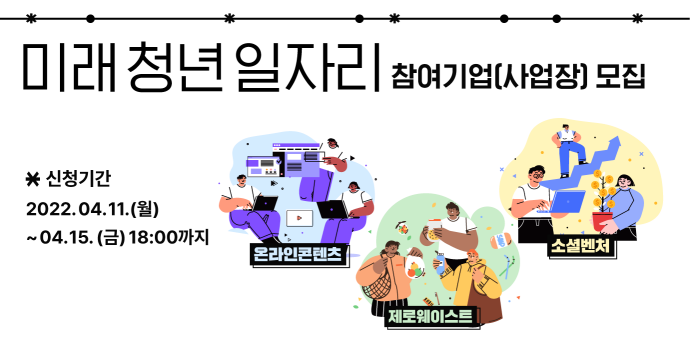 미래 청년 일자리 참여기업(사업장) 모집
신청기간
2022. 04.11.(월)
~ 04.15. (금) 18:00까지
온라인콘텐츠
소셜벤처
제로웨이스트